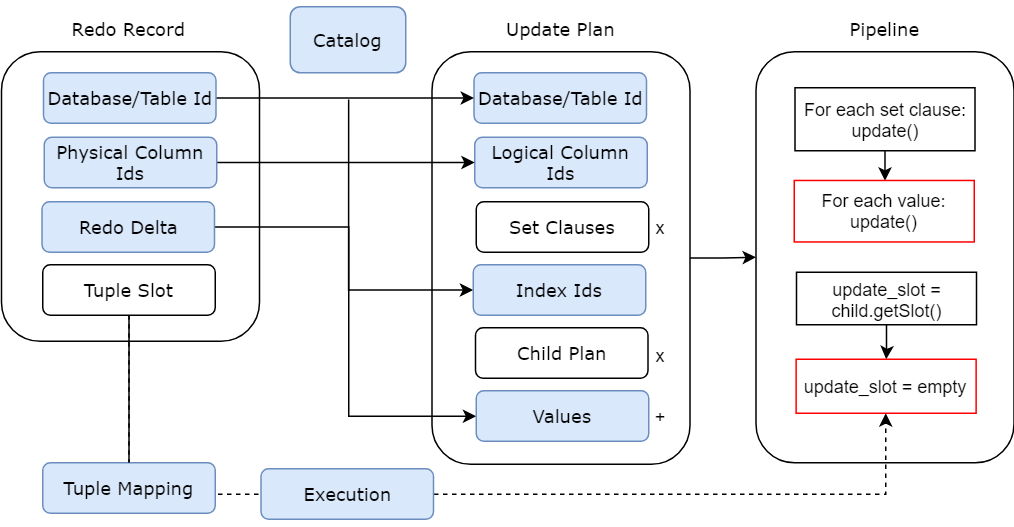 Redo Record
Catalog
Update Plan
Pipeline
Database/Table Id
Physical Column
Ids
Redo Delta
Tuple Slot
Database/Table Id
Logical Column
Ids
Set Clauses
x
Index Ids
Child Plan
x
Values
+
For each set clause:
update()
For each value:
update()
update_slot =
child.getSlot()
update_slot = empty
Tuple Mapping
Execution